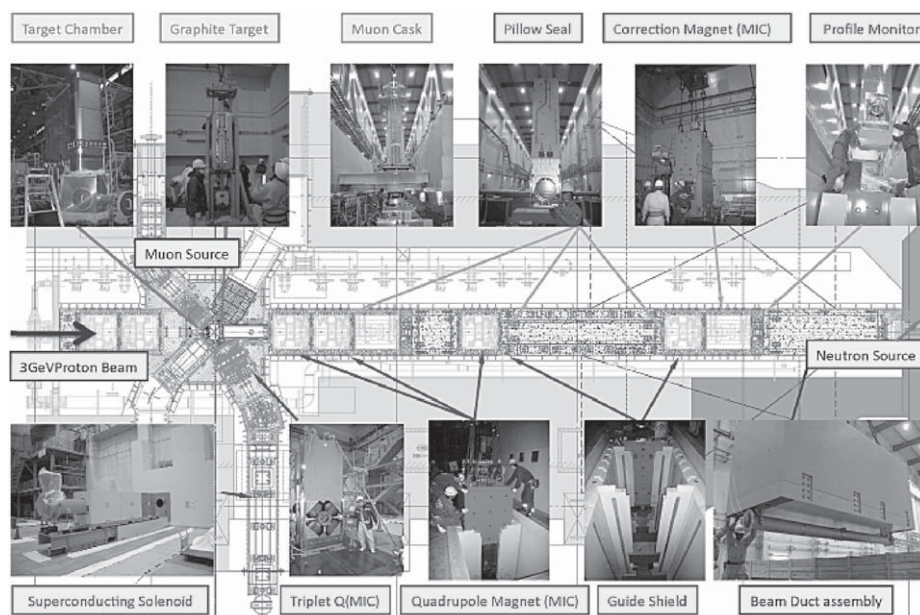 Target Chamber
Graphite Target
Muon Cask
Pillow Seal
Correction Magnet (MIC)
Profile Monitor
Muon Source
3GeVProton Beam
Neutron Source
Superconducting Solenoid
Triplet Q(MIC)
Quadrupole Magnet (MIC)
Guide Shield
Beam Duct assembly